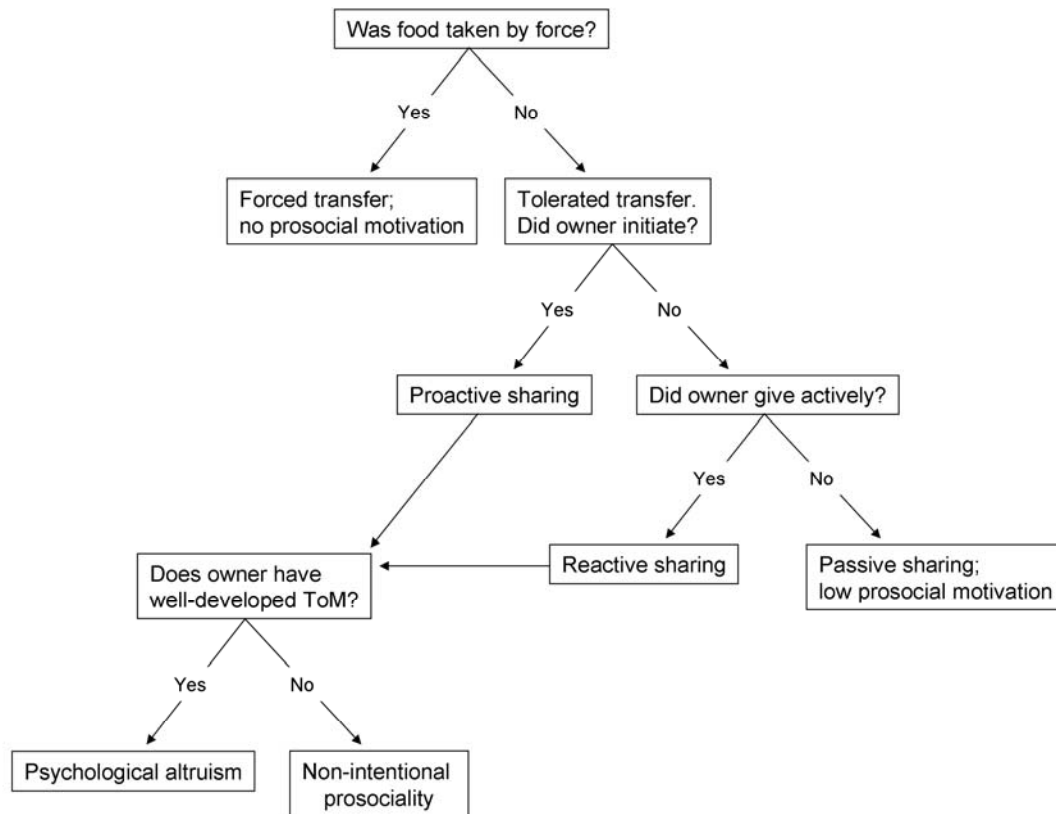 Was food taken by force?
Yes
No
Forced transfer;
no prosocial motivation
Tolerated transfer.
Did owner initiate?
Yes
No
Proactive sharing
Did owner give actively?
Yes
No
Does owner have
well-developed ToM?
Reactive sharing
Passive sharing;
low prosocial motivation
Yes
No
Psychological altruism
Non-intentional
prosociality